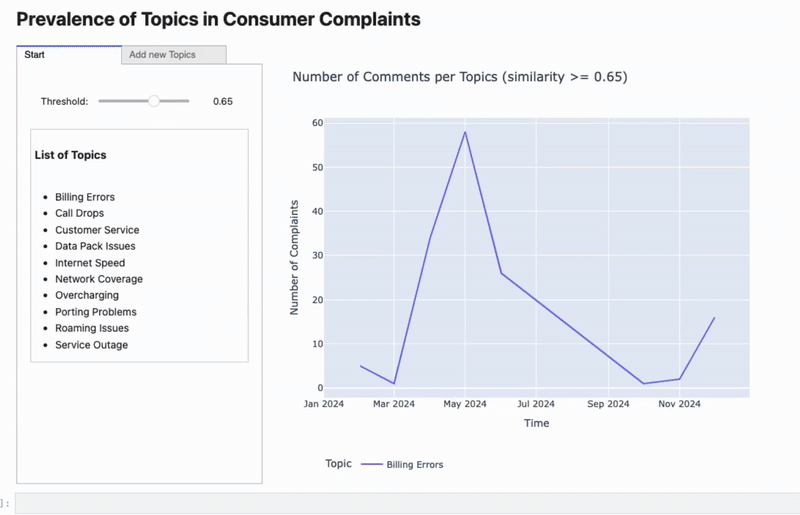 Prevalence of Topics in Consumer Complaints
Start
Add new Topics
Threshold: 0.65
List of Topics
Billing Errors
Call Drops
Customer Service
Data Pack Issues
Internet Speed
Network Coverage
Overcharging
Porting Problems
Roaming Issues
Service Outage
Number of Comments per Topics (similarity >= 0.65)
Number of Complaints
60
50
40
30
20
10
0
Jan 2024 Mar 2024 May 2024 Jul 2024 Sep 2024 Nov 2024
Time
Topic Billing Errors
]: